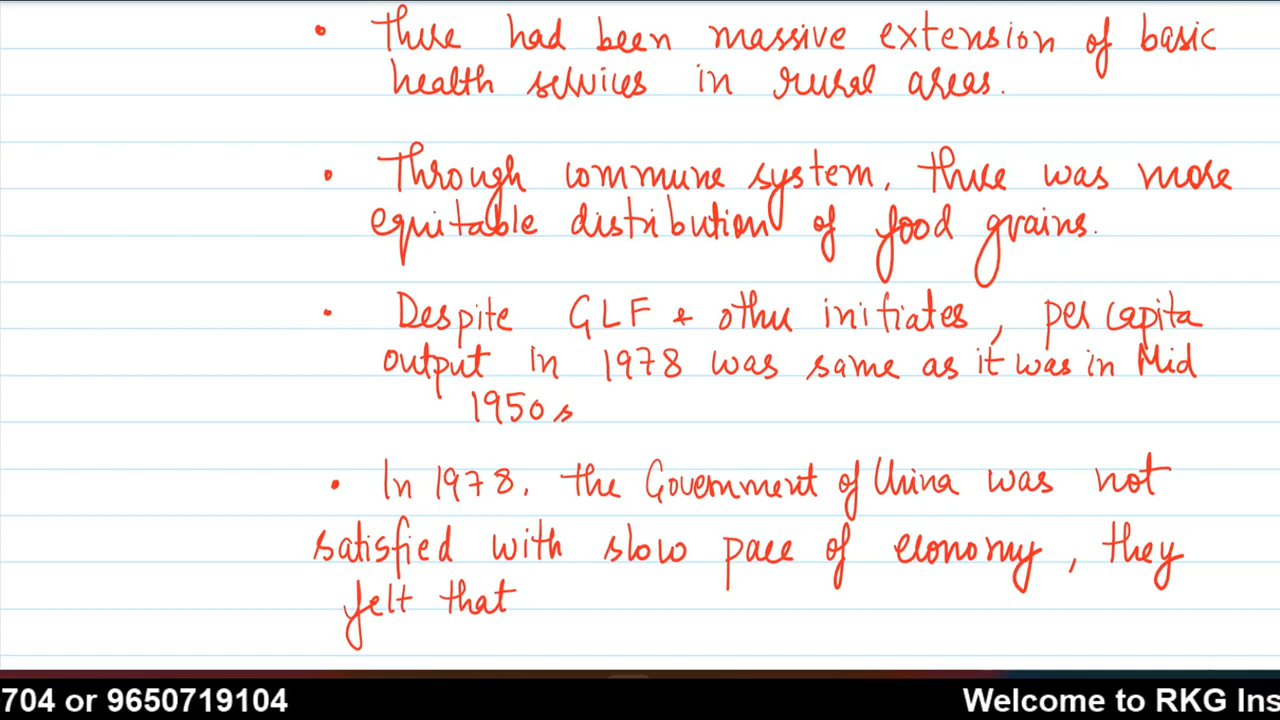 • There had been massive extension of basic
health services in rural areas.
• Through commune system, there was more
equitable distribution of food grains.
• Despite GLF & other initiates, per capita
output in 1978 was same as it was in Mid
1950s
• In 1978, the Government of China was not
satisfied with slow pace of economy, they
felt that
704 or 9650719104
Welcome to RKG Ins